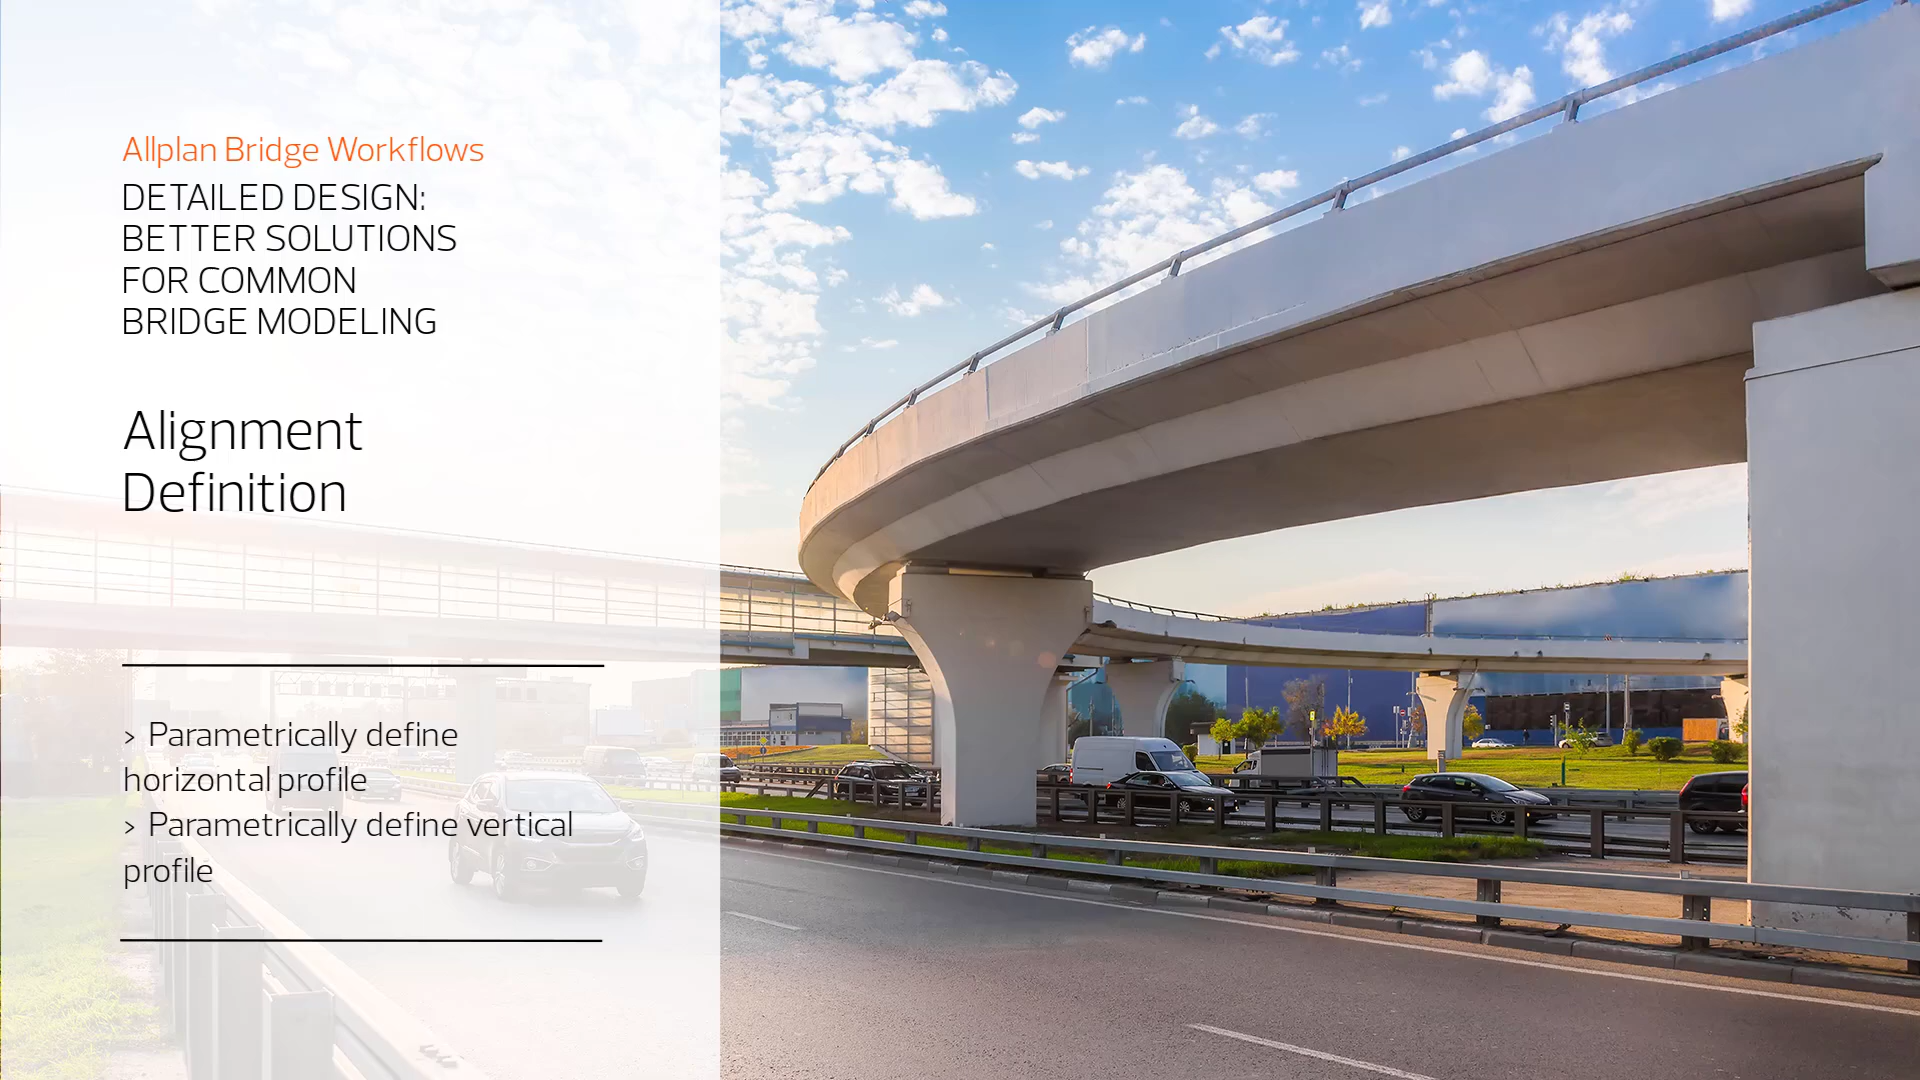 Allplan Bridge Workflows
DETAILED DESIGN:
BETTER SOLUTIONS
FOR COMMON
BRIDGE MODELING
Alignment
Definition
> Parametrically define
horizontal profile
> Parametrically define vertical
profile